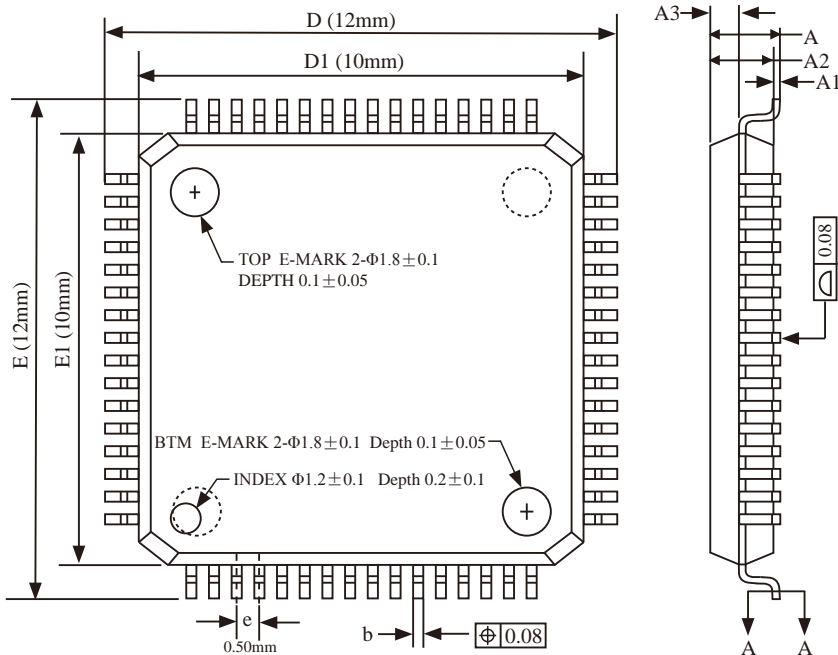 D (12mm)
D1 (10mm)
A3
A
A2
A1
E (12mm)
E1 (10mm)
TOP E-MARK 2-Φ1.8±0.1
DEPTH 0.1±0.05
0.08
BTM E-MARK 2-Φ1.8±0.1 Depth 0.1±0.05
INDEX Φ1.2±0.1 Depth 0.2±0.1
e
0.50mm
b
⌖ 0.08
A A